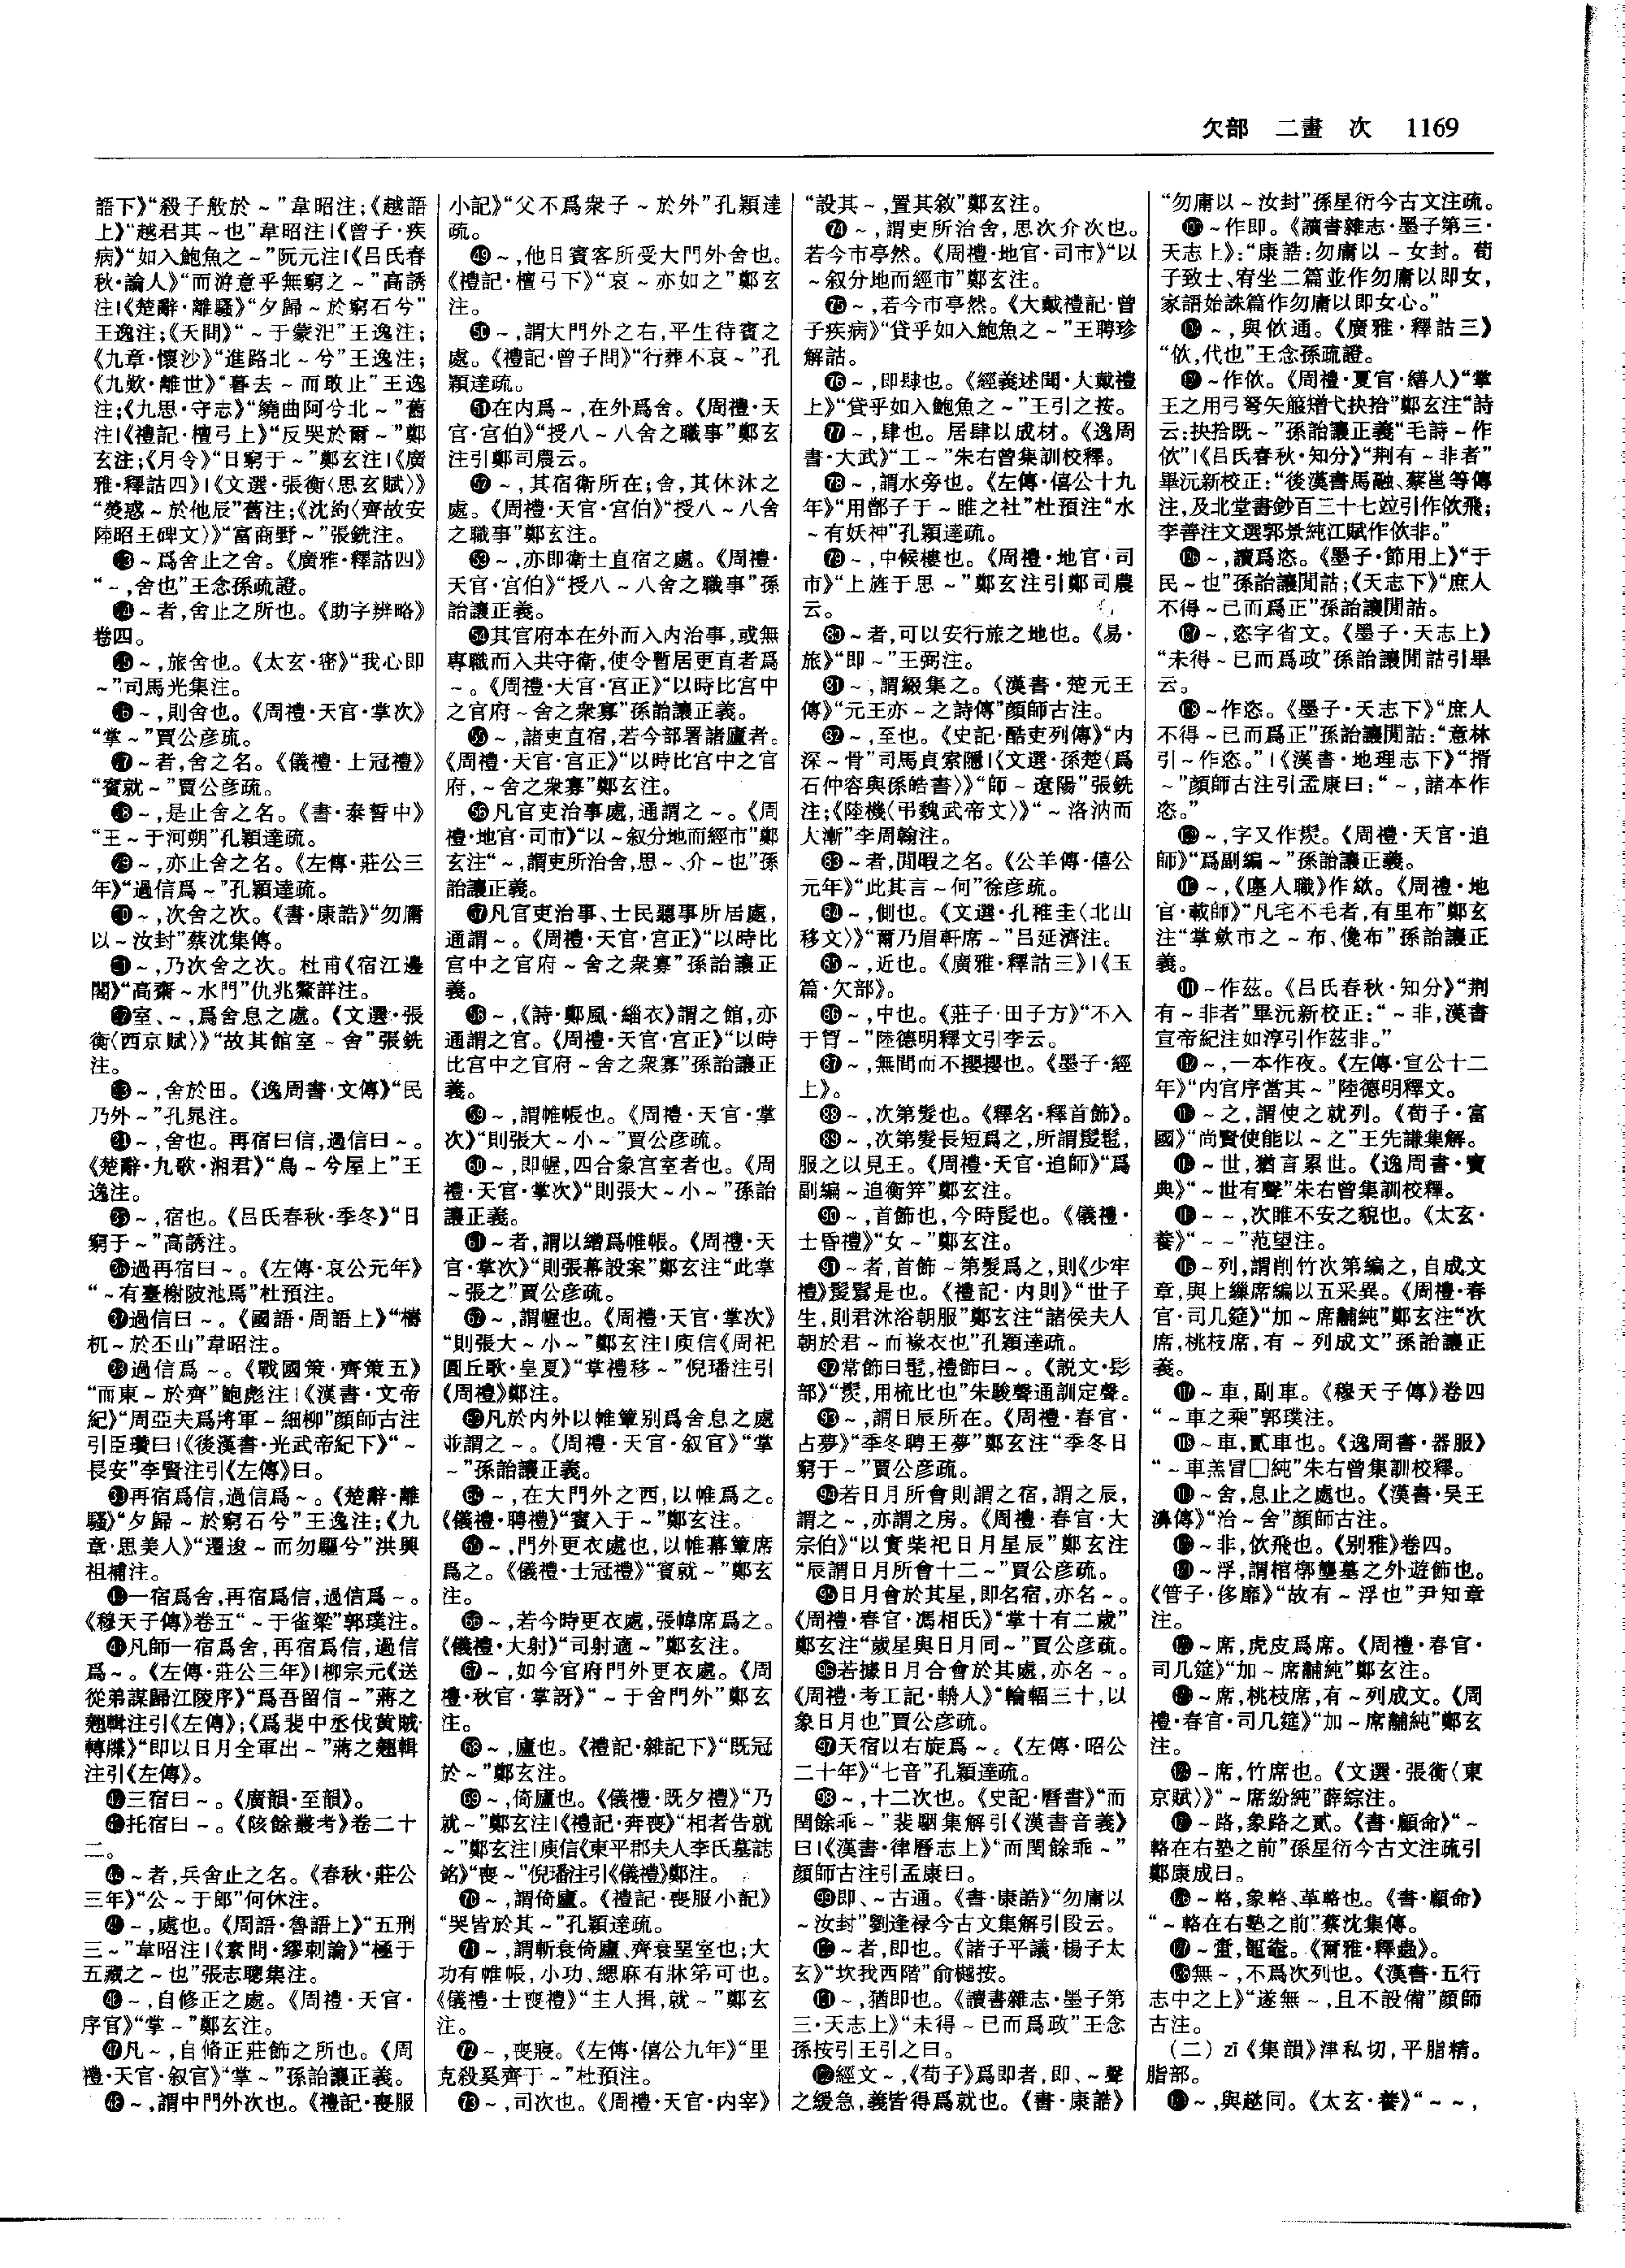 欠部　二畫　次　1169
語下》“殺子般於～”韋昭注；《越語
上》“越君其～也”韋昭注|《曾子·疾
病》“如入鮑魚之～”阮元注|《吕氏春
秋·論人》“而游意乎無窮之～”高誘
注|《楚辭·離騷》“夕歸～於窮石兮”
王逸注；《天問》“～于蒙汜”王逸注；
《九章·懷沙》“進路北～兮”王逸注；
《九歎·離世》“暮去～而敢止”王逸
注；《九思·守志》“繞曲阿兮北～”舊
注|《禮記·檀弓上》“反哭於爾～”鄭
玄注；《月令》“日窮于～”鄭玄注|《廣
雅·釋詁四》|《文選·張衡〈思玄賦〉》
“熒惑～於他辰”舊注；《沈約〈齊故安
陸昭王碑文〉》“富商野～”張銑注。
㉓～爲舍止之舍。《廣雅·釋詁四》
“～，舍也”王念孫疏證。
㉔～者，舍止之所也。《助字辨略》
卷四。
㉕～，旅舍也。《太玄·密》“我心即
～”司馬光集注。
㉖～，則舍也。《周禮·天官·掌次》
“掌～”賈公彦疏。
㉗～者，舍之名。《儀禮·士冠禮》
“賓就～”賈公彦疏。
㉘～，是止舍之名。《書·泰誓中》
“王～于河朔”孔穎達疏。
㉙～，亦止舍之名。《左傳·莊公三
年》“過信爲～”孔穎達疏。
㉚～，次舍之次。《書·康誥》“勿庸
以～汝封”蔡沈集傳。
㉛～，乃次舍之次。杜甫《宿江邊
閣》“高齋～水門”仇兆鰲詳注。
㉜室、～，爲舍息之處。《文選·張
衡〈西京賦〉》“故其館室～舍”張銑
注。
㉝～，舍於田。《逸周書·文傳》“民
乃外～”孔晁注。
㉞～，舍也。再宿曰信，過信曰～。
《楚辭·九歌·湘君》“鳥～兮屋上”王
逸注。
㉟～，宿也。《吕氏春秋·季冬》“日
窮于～”高誘注。
㊱過再宿曰～。《左傳·哀公元年》
“～有臺榭陂池焉”杜預注。
㊲過信曰～。《國語·周語上》“檮
杌～於丕山”韋昭注。
㊳過信爲～。《戰國策·齊策五》
“而東～於齊”鮑彪注|《漢書·文帝
紀》“周亞夫爲將軍～細柳”顔師古注
引臣瓚曰|《後漢書·光武帝紀下》“～
長安”李賢注引《左傳》曰。
㊴再宿爲信，過信爲～。《楚辭·離
騷》“夕歸～於窮石兮”王逸注；《九
章·思美人》“遷逡～而勿驅兮”洪興
祖補注。
㊵一宿爲舍，再宿爲信，過信爲～。
《穆天子傳》卷五“～于雀梁”郭璞注。
㊶凡師一宿爲舍，再宿爲信，過信
爲～。《左傳·莊公三年》|柳宗元《送
從弟謀歸江陵序》“爲吾留信～”蔣之
翹輯注引《左傳》；《爲裴中丞伐黄賊
轉牒》“即以日月全軍出～”蔣之翹輯
注引《左傳》。
㊷三宿曰～。《廣韻·至韻》。
㊸托宿曰～。《陔餘叢考》卷二十
二。
㊹～者，兵舍止之名。《春秋·莊公
三年》“公～于郎”何休注。
㊺～，處也。《周語·魯語上》“五刑
三～”韋昭注|《素問·繆刺論》“極于
五藏之～也”張志聰集注。
㊻～，自修正之處。《周禮·天官·
序官》“掌～”鄭玄注。
㊼凡～，自脩正莊飾之所也。《周
禮·天官·叙官》“掌～”孫詒讓正義。
㊽～，謂中門外次也。《禮記·喪服
小記》“父不爲衆子～於外”孔穎達
疏。
㊾～，他日賓客所受大門外舍也。
《禮記·檀弓下》“哀～亦如之”鄭玄
注。
㊿～，謂大門外之右，平生待賓之
處。《禮記·曾子問》“行葬不哀～”孔
穎達疏。
51在内爲～，在外爲舍。《周禮·天
官·宫伯》“授八～八舍之職事”鄭玄
注引鄭司農云。
52～，其宿衛所在；舍，其休沐之
處。《周禮·天官·宫伯》“授八～八舍
之職事”鄭玄注。
53～，亦即衛士直宿之處。《周禮·
天官·宫伯》“授八～八舍之職事”孫
詒讓正義。
54其官府本在外而入内治事，或無
專職而入共守衛，使令暫居更直者爲
～。《周禮·天官·宫正》“以時比宫中
之官府～舍之衆寡”孫詒讓正義。
55～，諸吏直宿，若今部署諸廬者。
《周禮·天官·宫正》“以時比宫中之官
府，～舍之衆寡”鄭玄注。
56凡官吏治事處，通謂之～。《周
禮·地官·司市》“以～叙分地而經市”鄭
玄注“～，謂吏所治舍，思～、介～也”孫
詒讓正義。
57凡官吏治事、士民聽事所居處，
通謂～。《周禮·天官·宫正》“以時比
宫中之官府～舍之衆寡”孫詒讓正
義。
58～，《詩·鄭風·緇衣》謂之館，亦
通謂之官。《周禮·天官·宫正》“以時
比宫中之官府～舍之衆寡”孫詒讓正
義。
59～，謂帷帳也。《周禮·天官·掌
次》“則張大～小～”賈公彦疏。
60～，即幄，四合象宫室者也。《周
禮·天官·掌次》“則張大～小～”孫詒
讓正義。
61～者，謂以繒爲帷帳。《周禮·天
官·掌次》“則張幕設案”鄭玄注“此掌
～張之”賈公彦疏。
62～，謂幄也。《周禮·天官·掌次》
“則張大～小～”鄭玄注|庾信《周祀
圓丘歌·皇夏》“掌禮移～”倪璠注引
《周禮》鄭注。
63凡於内外以帷簟别爲舍息之處
並謂之～。《周禮·天官·叙官》“掌
～”孫詒讓正義。
64～，在大門外之西，以帷爲之。
《儀禮·聘禮》“賓入于～”鄭玄注。
65～，門外更衣處也，以帷幕簟席
爲之。《儀禮·士冠禮》“賓就～”鄭玄
注。
66～，若今時更衣處，張幃席爲之。
《儀禮·大射》“司射適～”鄭玄注。
67～，如今官府門外更衣處。《周
禮·秋官·掌訝》“～于舍門外”鄭玄
注。
68～，廬也。《禮記·雜記下》“既冠
於～”鄭玄注。
69～，倚廬也。《儀禮·既夕禮》“乃
就～”鄭玄注|《禮記·奔喪》“相者告就
～”鄭玄注|庾信《東平郡夫人李氏墓誌
銘》“喪～”倪璠注引《儀禮》鄭注。
70～，謂倚廬。《禮記·喪服小記》
“哭皆於其～”孔穎達疏。
71～，謂斬衰倚廬、齊衰堊室也；大
功有帷帳，小功、緦麻有牀笫可也。
《儀禮·士喪禮》“主人揖，就～”鄭玄
注。
72～，喪寢。《左傳·僖公九年》“里
克殺奚齊于～”杜預注。
73～，司次也。《周禮·天官·内宰》
“設其～，置其敘”鄭玄注。
74～，謂吏所治舍，思次介次也。
若今市亭然。《周禮·地官·司市》“以
～叙分地而經市”鄭玄注。
75～，若今市亭然。《大戴禮記·曾
子疾病》“貸乎如入鮑魚之～”王聘珍
解詁。
76～，即肆也。《經義述聞·大戴禮
上》“貸乎如入鮑魚之～”王引之按。
77～，肆也。居肆以成材。《逸周
書·大武》“工～”朱右曾集訓校釋。
78～，謂水旁也。《左傳·僖公十九
年》“用鄫子于～睢之社”杜預注“水
～有妖神”孔穎達疏。
79～，中候樓也。《周禮·地官·司
市》“上旌于思～”鄭玄注引鄭司農
云。
80～者，可以安行旅之地也。《易·
旅》“即～”王弼注。
81～，謂綴集之。《漢書·楚元王
傳》“元王亦～之詩傳”顔師古注。
82～，至也。《史記·酷吏列傳》“内
深～骨”司馬貞索隱|《文選·孫楚〈爲
石仲容與孫皓書〉》“師～遼陽”張銑
注；《陸機〈弔魏武帝文〉》“～洛汭而
大漸”李周翰注。
83～者，閒暇之名。《公羊傳·僖公
元年》“此其言～何”徐彦疏。
84～，側也。《文選·孔稚圭〈北山
移文〉》“爾乃眉軒席～”吕延濟注。
85～，近也。《廣雅·釋詁三》|《玉
篇·欠部》。
86～，中也。《莊子·田子方》“不入
于胷～”陸德明釋文引李云。
87～，無間而不攖攖也。《墨子·經
上》。
88～，次第髮也。《釋名·釋首飾》。
89～，次第髮長短爲之，所謂髲髢，
服之以見王。《周禮·天官·追師》“爲
副編～追衡笄”鄭玄注。
90～，首飾也，今時髲也。《儀禮·
士昏禮》“女～”鄭玄注。
91～者，首飾～第髮爲之，則《少牢
禮》髲鬄是也。《禮記·内則》“世子
生，則君沐浴朝服”鄭玄注“諸侯夫人
朝於君～而褖衣也”孔穎達疏。
92常飾曰髢，禮飾曰～。《説文·髟
部》“髮，用梳比也”朱駿聲通訓定聲。
93～，謂日辰所在。《周禮·春官·
占夢》“季冬聘王夢”鄭玄注“季冬日
窮于～”賈公彦疏。
94若日月所會則謂之宿，謂之辰，
謂之～，亦謂之房。《周禮·春官·大
宗伯》“以實柴祀日月星辰”鄭玄注
“辰謂日月所會十二～”賈公彦疏。
95日月會於其星，即名宿，亦名～。
《周禮·春官·馮相氏》“掌十有二歲”
鄭玄注“歲星與日月同～”賈公彦疏。
96若據日月合會於其處，亦名～。
《周禮·考工記·輈人》“輪輻三十，以
象日月也”賈公彦疏。
97天宿以右旋爲～。《左傳·昭公
二十年》“七音”孔穎達疏。
98～，十二次也。《史記·曆書》“而
閏餘乖～”裴駰集解引《漢書音義》
曰|《漢書·律曆志上》“而閏餘乖～”
顔師古注引孟康曰。
99即、～古通。《書·康誥》“勿庸以
～汝封”劉逢禄今古文集解引段云。
100～者，即也。《諸子平議·楊子太
玄》“坎我西階”俞樾按。
101～，猶即也。《讀書雜志·墨子第
三·天志上》“未得～已而爲政”王念
孫按引王引之曰。
102經文～，《荀子》爲即者，即、～聲
之緩急，義皆得爲就也。《書·康誥》
“勿庸以～汝封”孫星衍今古文注疏。
103～作即。《讀書雜志·墨子第三·
天志上》：“康誥：勿庸以～女封。荀
子致士、宥坐二篇並作勿庸以即女，
家語始誅篇作勿庸以即女心。”
104～，與佽通。《廣雅·釋詁三》
“佽，代也”王念孫疏證。
105～作佽。《周禮·夏官·繕人》“掌
王之用弓弩矢箙矰弋抉拾”鄭玄注“詩
云：抉拾既～”孫詒讓正義“毛詩～作
佽”|《吕氏春秋·知分》“荆有～非者”
畢沅新校正：“後漢書馬融、蔡邕等傳
注，及北堂書鈔百三十七竝引作佽飛；
李善注文選郭景純江賦作佽非。”
106～，讀爲恣。《墨子·節用上》“于
民～也”孫詒讓閒詁；《天志下》“庶人
不得～己而爲正”孫詒讓閒詁。
107～，恣字省文。《墨子·天志上》
“未得～已而爲政”孫詒讓閒詁引畢
云。
108～作恣。《墨子·天志下》“庶人
不得～已而爲正”孫詒讓閒詁：“意林
引～作恣。”|《漢書·地理志下》“揟
～”顔師古注引孟康曰：“～，諸本作
恣。”
109～，字又作髮。《周禮·天官·追
師》“爲副編～”孫詒讓正義。
110～，《廛人職》作絘。《周禮·地
官·載師》“凡宅不毛者，有里布”鄭玄
注“掌斂市之～布、儳布”孫詒讓正
義。
111～作茲。《吕氏春秋·知分》“荆
有～非者”畢沅新校正：“～非，漢書
宣帝紀注如淳引作茲非。”
112～，一本作夜。《左傳·宣公十二
年》“内官序當其～”陸德明釋文。
113～之，謂使之就列。《荀子·富
國》“尚賢使能以～之”王先謙集解。
114～世，猶言累世。《逸周書·寶
典》“～世有聲”朱右曾集訓校釋。
115～～，次雎不安之貌也。《太玄·
養》“～～”范望注。
116～列，謂削竹次第編之，自成文
章，與上繅席編以五采異。《周禮·春
官·司几筵》“加～席黼純”鄭玄注“次
席，桃枝席，有～列成文”孫詒讓正
義。
117～車，副車。《穆天子傳》卷四
“～車之乘”郭璞注。
118～車，貳車也。《逸周書·器服》
“～車羔冒□純”朱右曾集訓校釋。
119～舍，息止之處也。《漢書·吴王
濞傳》“治～舍”顔師古注。
120～非，佽飛也。《别雅》卷四。
121～浮，謂棺槨壟墓之外遊飾也。
《管子·侈靡》“故有～浮也”尹知章
注。
122～席，虎皮爲席。《周禮·春官·
司几筵》“加～席黼純”鄭玄注。
123～席，桃枝席，有～列成文。《周
禮·春官·司几筵》“加～席黼純”鄭玄
注。
124～席，竹席也。《文選·張衡〈東
京賦〉》“～席紛純”薛綜注。
125～路，象路之貳。《書·顧命》“～
輅在右塾之前”孫星衍今古文注疏引
鄭康成曰。
126～輅，象輅、革輅也。《書·顧命》
“～輅在右塾之前”蔡沈集傳。
127～蟗，鼅鼄。《爾雅·釋蟲》。
128無～，不爲次列也。《漢書·五行
志中之上》“遂無～，且不設備”顔師
古注。
（二）zī《集韻》津私切，平脂精。
脂部。
129～，與趑同。《太玄·養》“～～，